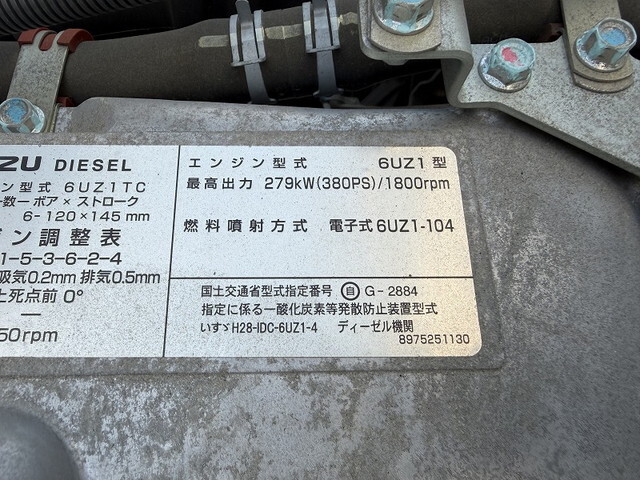 ZU DIESEL
ン型式 6UZ1TC
数ーボア×ストローク
6-120×145mm
ン調整表
1-5-3-6-2-4
吸気0.2mm 排気0.5mm
上死点前 0°
50rpm
エンジン型式 6UZ1型
最高出力 279kW(380PS)/1800rpm
燃料噴射方式 電子式6UZ1-104
国土交通省型式指定番号 自 G-2884
指定に係る一酸化炭素等発散防止装置型式
いすゞH28-IDC-6UZ1-4 ディーゼル機関
8975251130